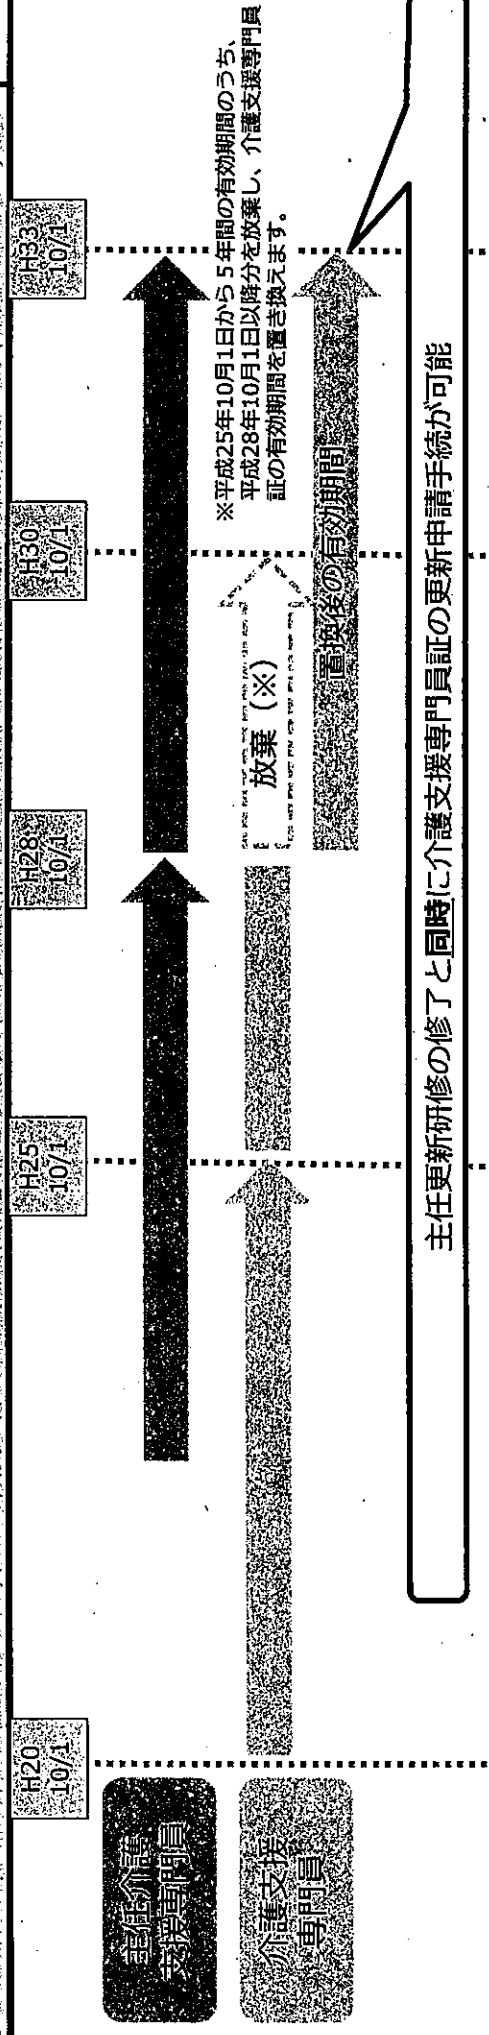 H20
10/1
H25
10/1
H28
10/1
H30
10/1
H33
10/1
主任介護
支援専門員
介護支援
専門員
放棄（※）
※平成25年10月1日から５年間の有効期間のうち、
平成28年10月1日以降分を放棄し、介護支援専門員
証の有効期間を置き換えます。
置換後の有効期間
主任更新研修の修了と同時に介護支援専門員証の更新申請手続が可能